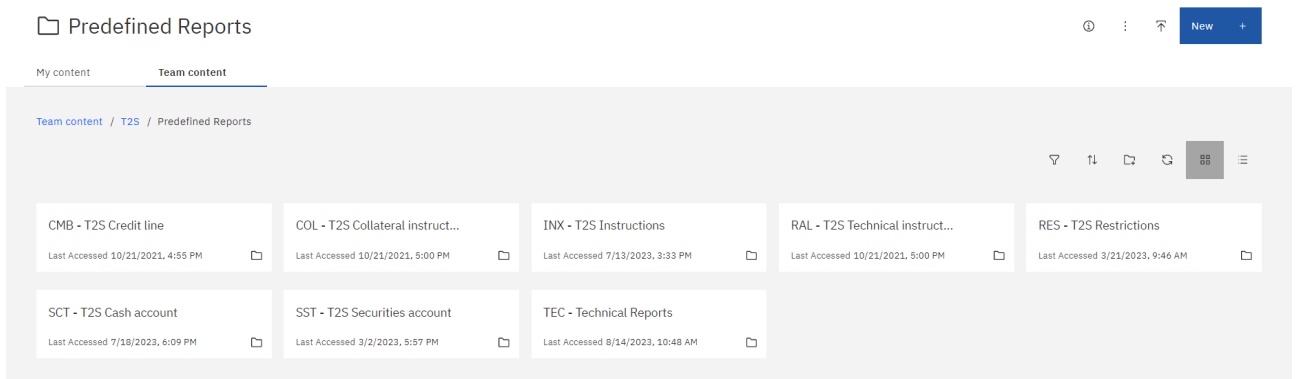 Predefined Reports
New +
My content Team content
Team content / T2S / Predefined Reports
CMB - T2S Credit line
Last Accessed 10/21/2021, 4:55 PM
COL - T2S Collateral instruct...
Last Accessed 10/21/2021, 5:00 PM
INX - T2S Instructions
Last Accessed 7/13/2023, 3:33 PM
RAL - T2S Technical instruct...
Last Accessed 10/21/2021, 5:00 PM
RES - T2S Restrictions
Last Accessed 3/21/2023, 9:46 AM
SCT - T2S Cash account
Last Accessed 7/18/2023, 6:09 PM
SST - T2S Securities account
Last Accessed 3/2/2023, 5:57 PM
TEC - Technical Reports
Last Accessed 8/14/2023, 10:48 AM